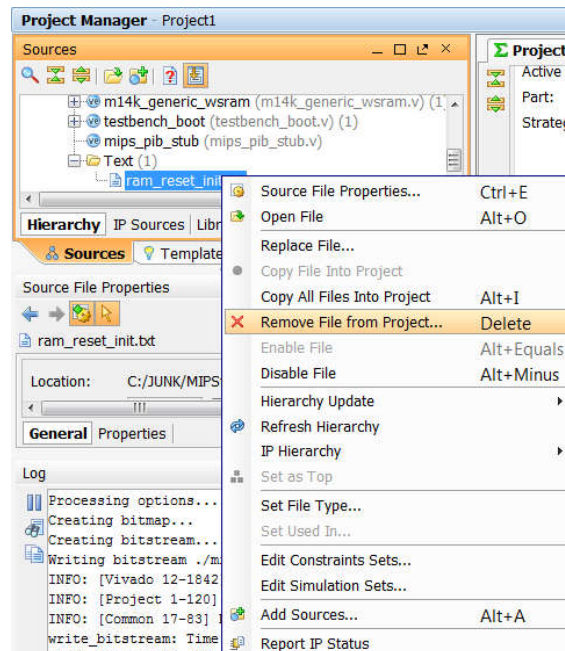 Project Manager - Project1
Sources
Project
Active
Part:
m14k_generic_wsram (m14k_generic_wsram.v) (1)
testbench_boot (testbench_boot.v) (1)
mips_pib_stub (mips_pib_stub.v)
Text (1)
ram_reset_init
Hierarchy IP Sources
Sources
Source File Properties
ram_reset_init.txt
Location: C:/JUNK/MIPS
General Properties
Log
Processing options...
Creating bitmap...
Creating bitstream...
Writing bitstream
INFO: [Vivado 12-1842
INFO: [Project 1-120]
INFO: [Common 17-83]
write_bitstream: Time
Source File Properties... Ctrl+E
Open File Alt+O
Replace File...
Copy File Into Project
Copy All Files Into Project Alt+I
Remove File from Project... Delete
Enable File Alt+Equals
Disable File Alt+Minus
Hierarchy Update
Refresh Hierarchy
IP Hierarchy
Set as Top
Set File Type...
Set Used In...
Edit Constraints Sets...
Edit Simulation Sets...
Add Sources... Alt+A
Report IP Status